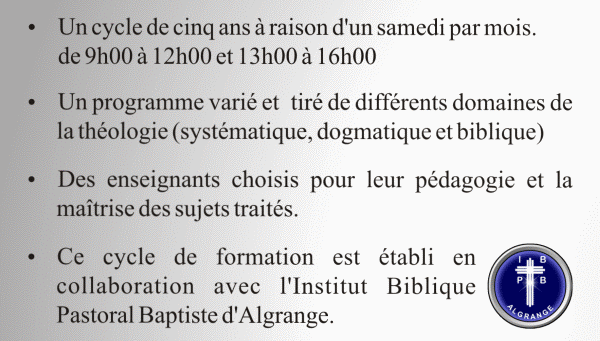 • Un cycle de cinq ans à raison d'un samedi par mois.
de 9h00 à 12h00 et 13h00 à 16h00
• Un programme varié et tiré de différents domaines de
la théologie (systématique, dogmatique et biblique)
• Des enseignants choisis pour leur pédagogie et la
maîtrise des sujets traités.
• Ce cycle de formation est établi en
collaboration avec l'Institut Biblique
Pastoral Baptiste d'Algrange.
I B
P B
ALGRANGE